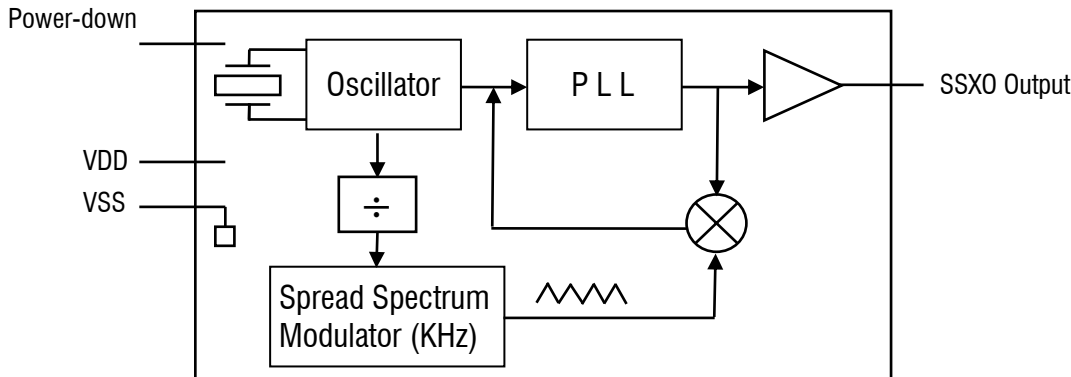 Power-down
Oscillator
P L L
SSXO Output
VDD
VSS
÷
Spread Spectrum
Modulator (KHz)